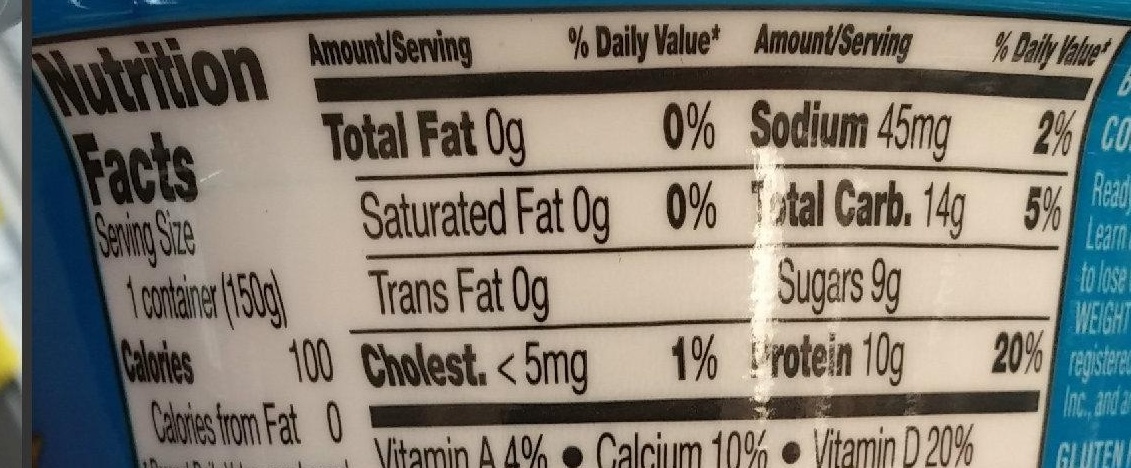 Nutrition
Facts
Serving Size
1 container (150g)
Calories 100
Calories from Fat 0
Amount/Serving % Daily Value* Amount/Serving % Daily Value*
Total Fat 0g 0% Sodium 45mg 2%
Saturated Fat 0g 0% Total Carb. 14g 5%
Trans Fat 0g Sugars 9g
Cholest. < 5mg 1% Protein 10g 20%
Vitamin A 4% • Calcium 10% • Vitamin D 20%
Learn
to lose
WEIGHT
Inc., and